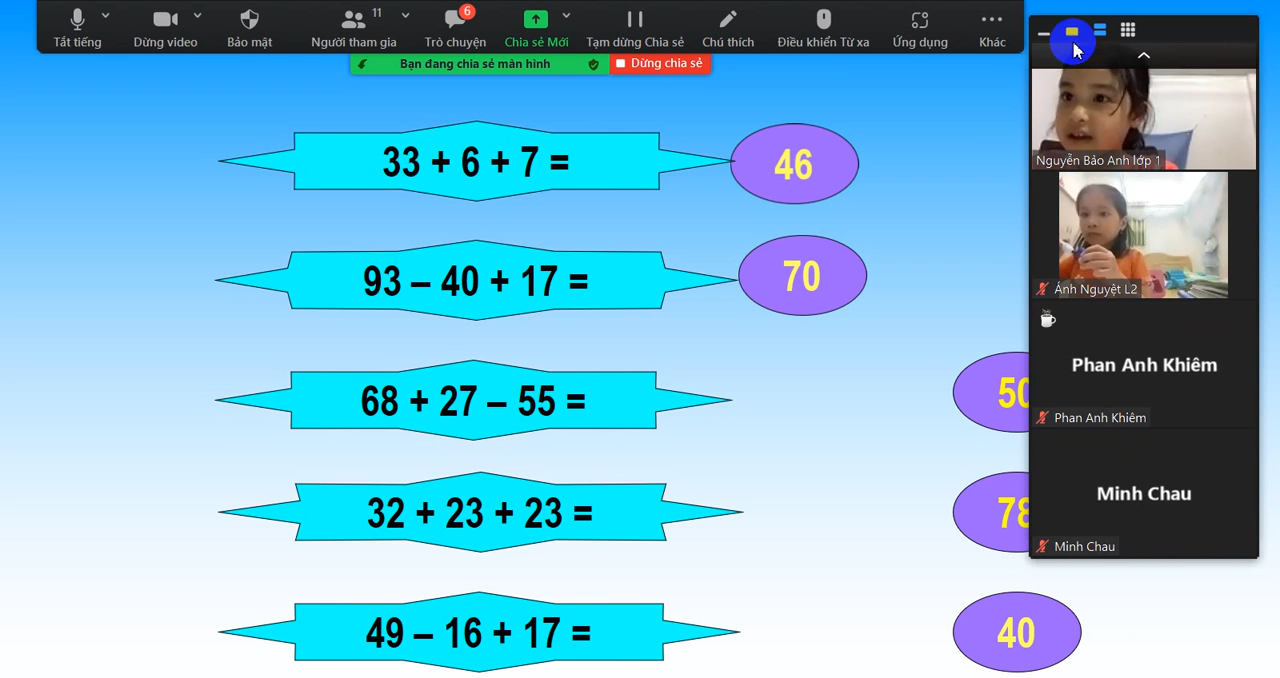 Tắt tiếng
Dừng video
Bảo mật
11
Người tham gia
6
Trò chuyện
Chia sẻ Mới
Tạm dừng Chia sẻ
Chú thích
Điều khiển Từ xa
Ứng dụng
Khác
Bạn đang chia sẻ màn hình
Dừng chia sẻ
33 + 6 + 7 =
46
93 – 40 + 17 =
70
68 + 27 – 55 =
50
32 + 23 + 23 =
78
49 – 16 + 17 =
40
Nguyễn Bảo Anh lớp 1
Ánh Nguyệt L2
Phan Anh Khiêm
Phan Anh Khiêm
Minh Chau
Minh Chau